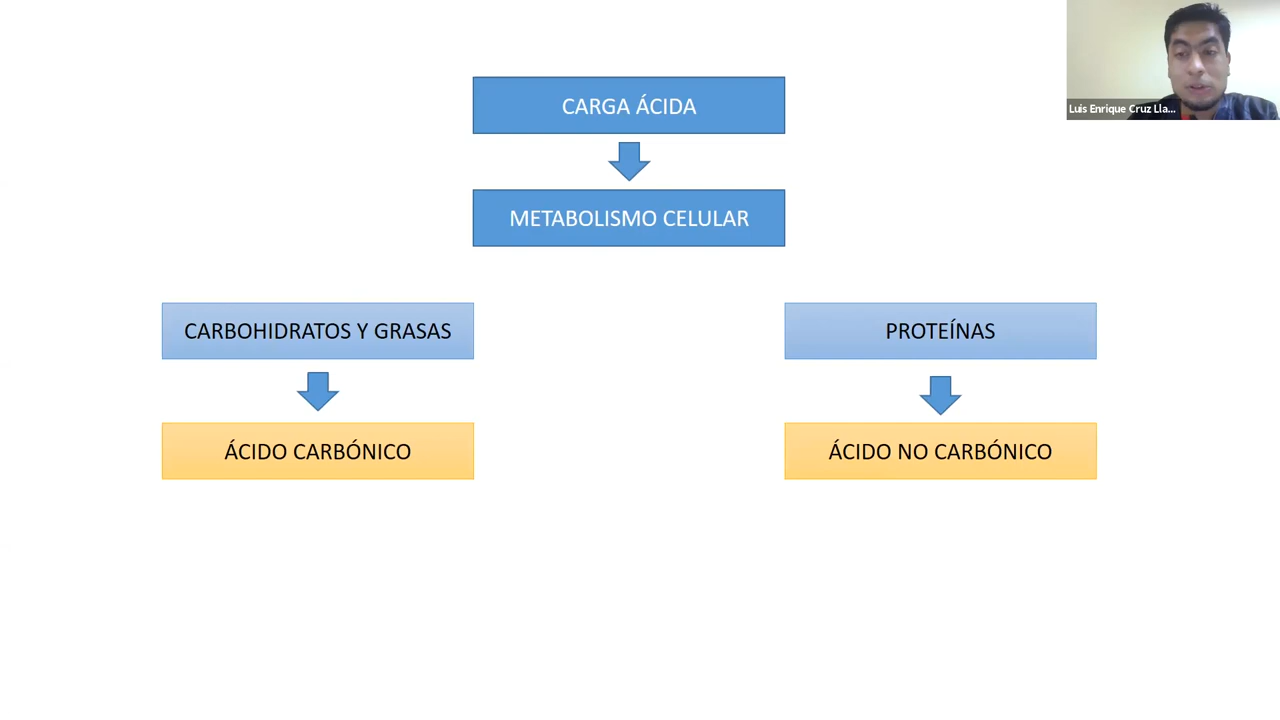 CARGA ÁCIDA
Luis Enrique Cruz Lla...
METABOLISMO CELULAR
CARBOHIDRATOS Y GRASAS
PROTEÍNAS
ÁCIDO CARBÓNICO
ÁCIDO NO CARBÓNICO